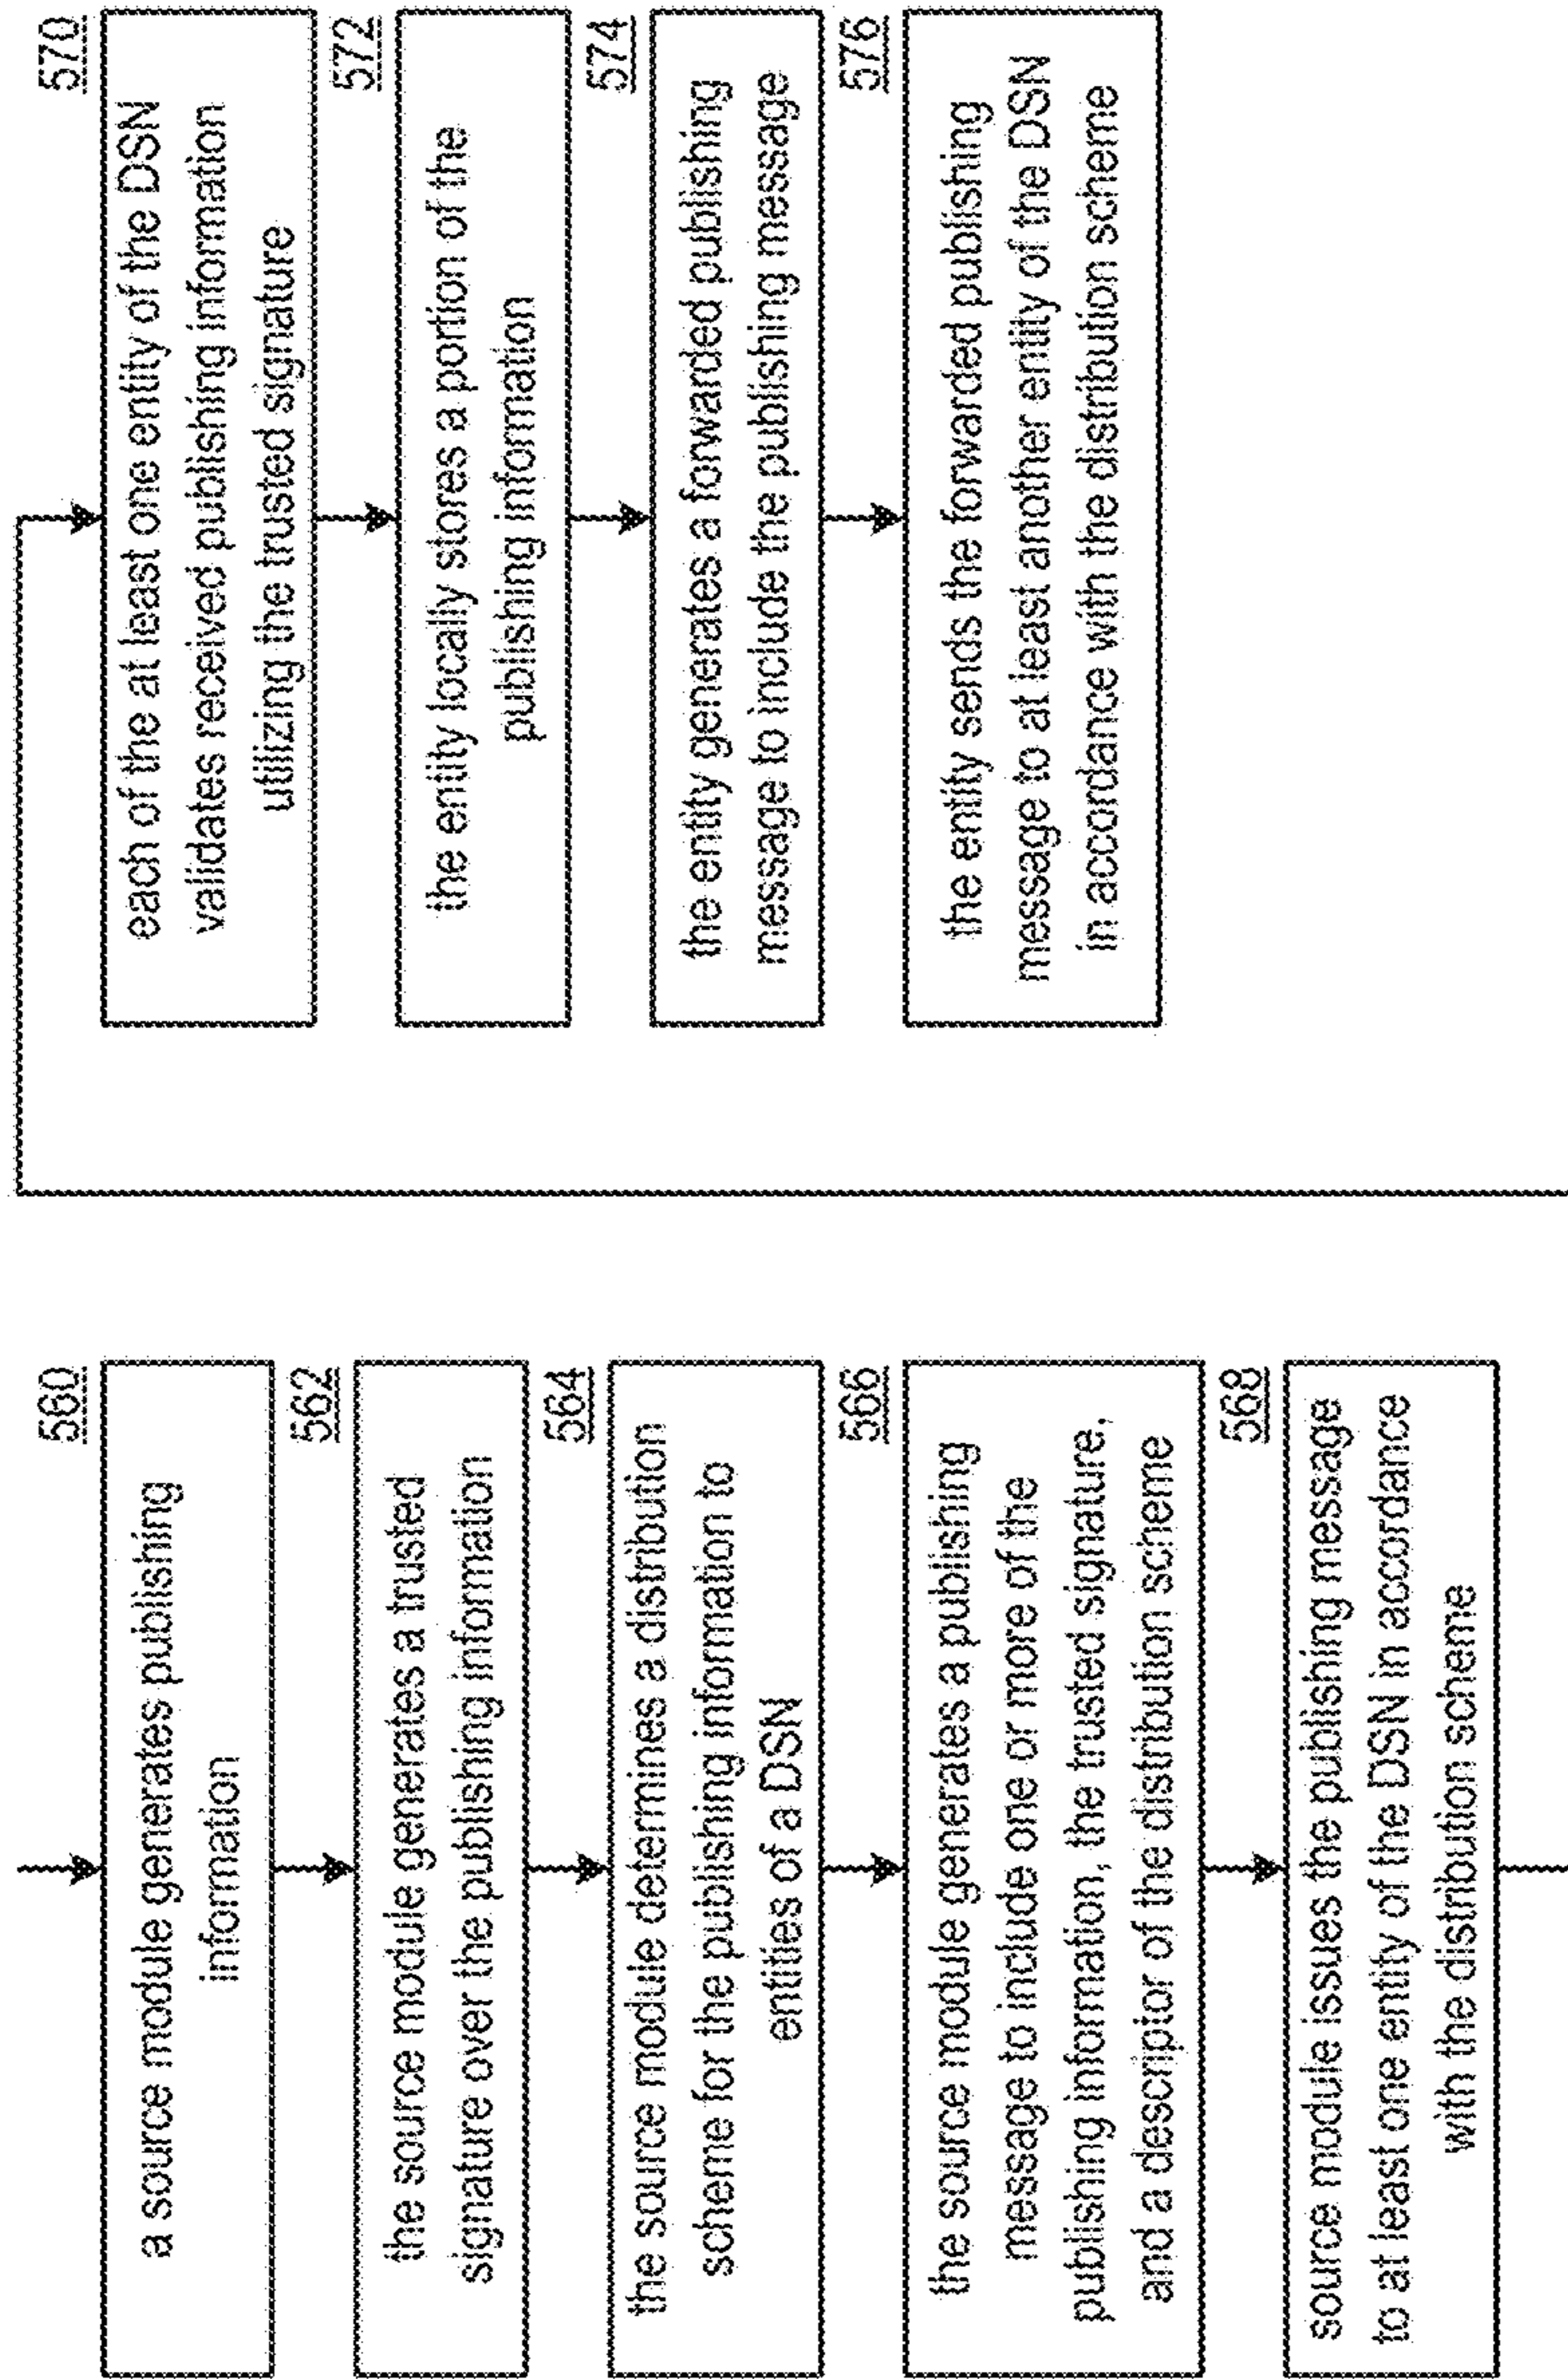 560
a source module generates publishing
information
562
the source module generates a trusted
signature over the publishing information
564
the source module determines a distribution
scheme for the publishing information to
entities of a DSN
566
the source module generates a publishing
message to include one or more of the
publishing information, the trusted signature,
and a descriptor of the distribution scheme
568
source module issues the publishing message
to at least one entity of the DSN in accordance
with the distribution scheme
570
each of the at least one entity of the DSN
validates received publishing information
utilizing the trusted signature
572
the entity locally stores a portion of the
publishing information
574
the entity generates a forwarded publishing
message to include the publishing message
576
the entity sends the forwarded publishing
message to at least another entity of the DSN
in accordance with the distribution scheme